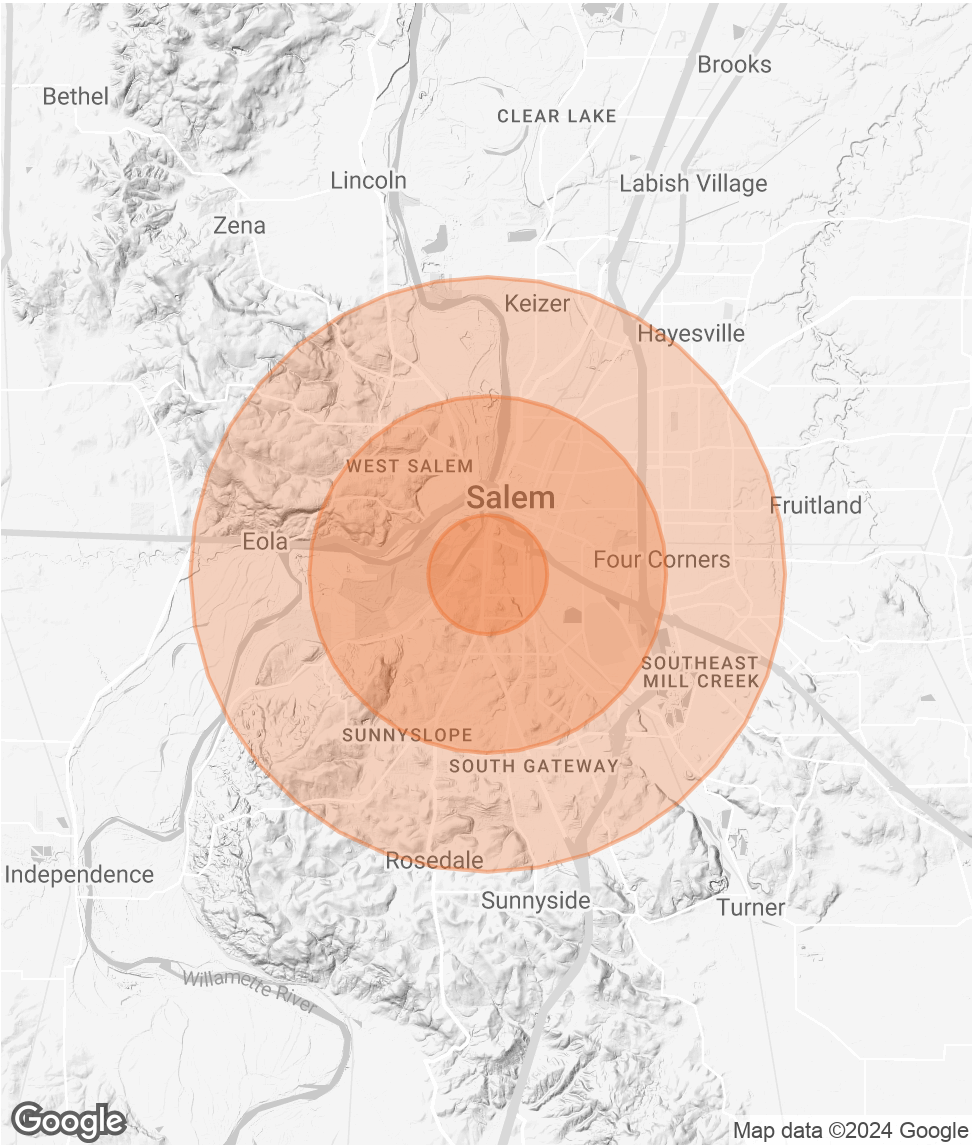 Brooks
Bethel
CLEAR LAKE
Lincoln
Labish Village
Zena
Keizer
Hayesville
WEST SALEM
Salem
Fruitland
Eola
Four Corners
SOUTHEAST
MILL CREEK
SUNNYSLOPE
SOUTH GATEWAY
Rosedale
Independence
Sunnyside
Turner
Willamette River
Google
Map data ©2024 Google